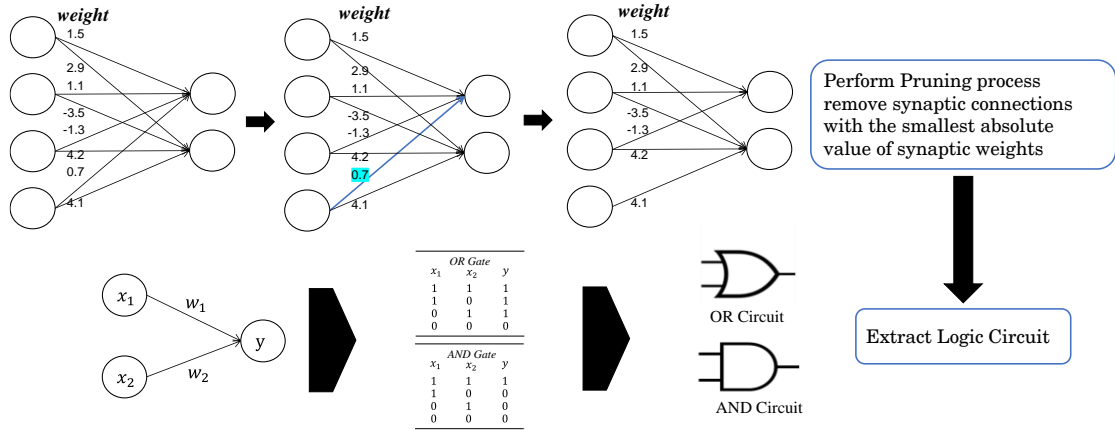 weight
1.5
2.9
1.1
-3.5
-1.3
4.2
0.7
4.1
weight
1.5
2.9
1.1
-3.5
-1.3
4.2
0.7
4.1
weight
1.5
2.9
1.1
-3.5
-1.3
4.2
4.1
Perform Pruning process
remove synaptic connections
with the smallest absolute
value of synaptic weights
x₁
w₁
x₂
w₂
y
OR Gate
x₁ x₂ y
1 1 1
1 0 1
0 1 1
0 0 0
AND Gate
x₁ x₂ y
1 1 1
1 0 0
0 1 0
0 0 0
OR Circuit
AND Circuit
Extract Logic Circuit